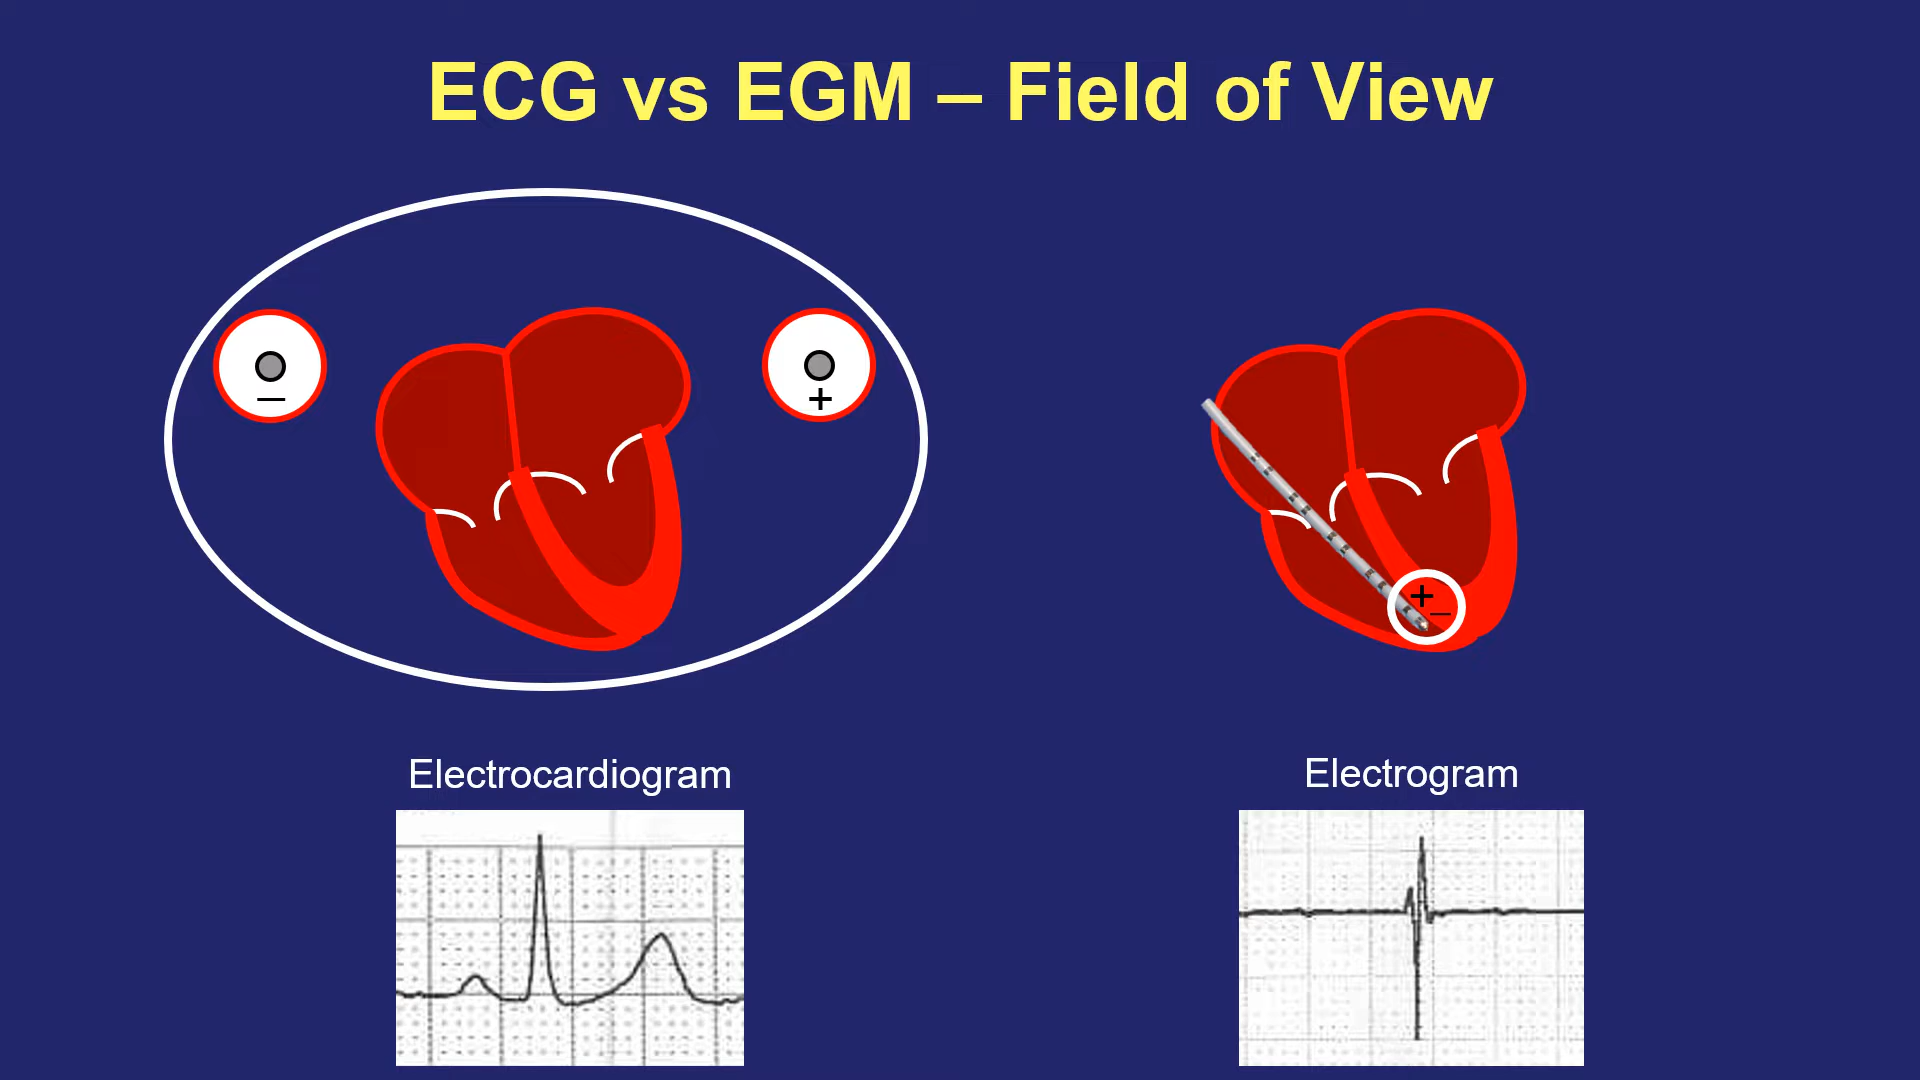 ECG vs EGM – Field of View
–
+
+
–
Electrocardiogram
Electrogram